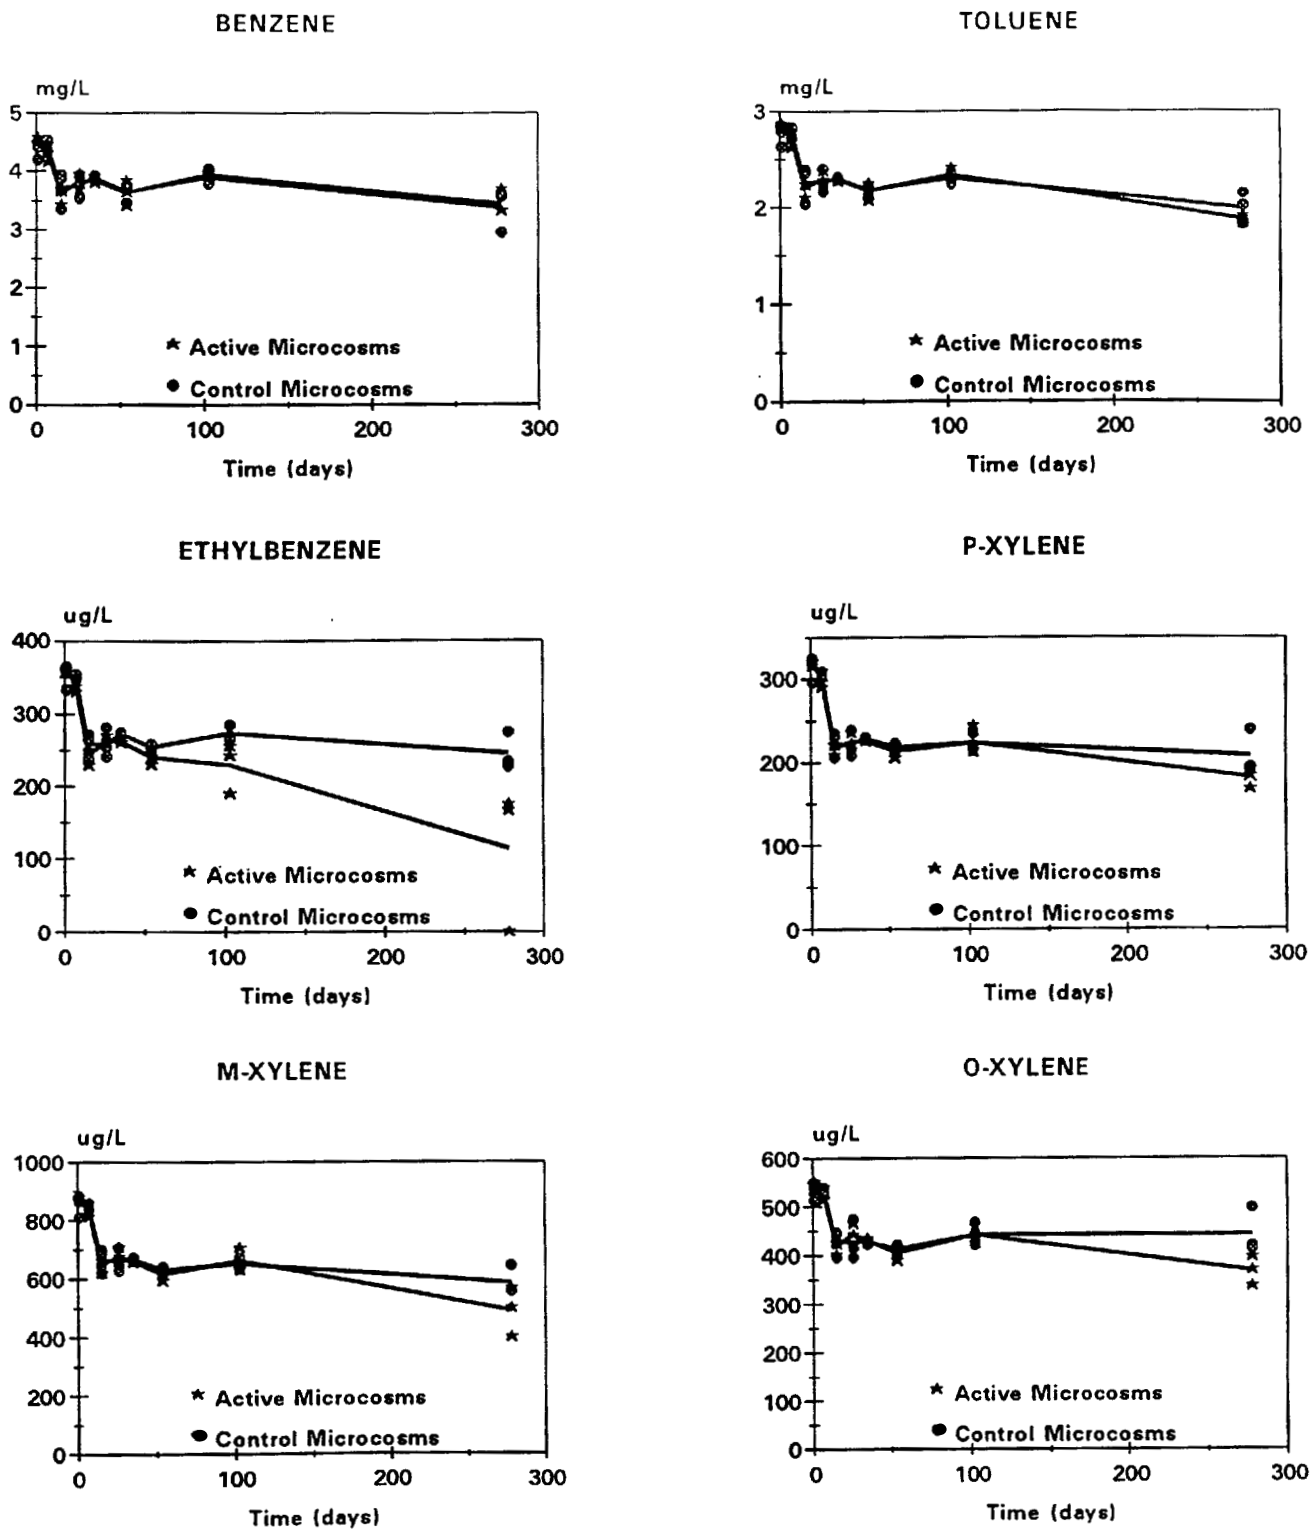 BENZENE
mg/L
5
4
3
2
1
0
★ Active Microcosms
● Control Microcosms
0 100 200 300
Time (days)
TOLUENE
mg/L
3
2
1
0
★ Active Microcosms
● Control Microcosms
0 100 200 300
Time (days)
ETHYLBENZENE
ug/L
400
300
200
100
0
★ Active Microcosms
● Control Microcosms
0 100 200 300
Time (days)
P-XYLENE
ug/L
300
200
100
0
★ Active Microcosms
● Control Microcosms
0 100 200 300
Time (days)
M-XYLENE
ug/L
1000
800
600
400
200
0
★ Active Microcosms
● Control Microcosms
0 100 200 300
Time (days)
O-XYLENE
ug/L
600
500
400
300
200
100
0
★ Active Microcosms
● Control Microcosms
0 100 200 300
Time (days)